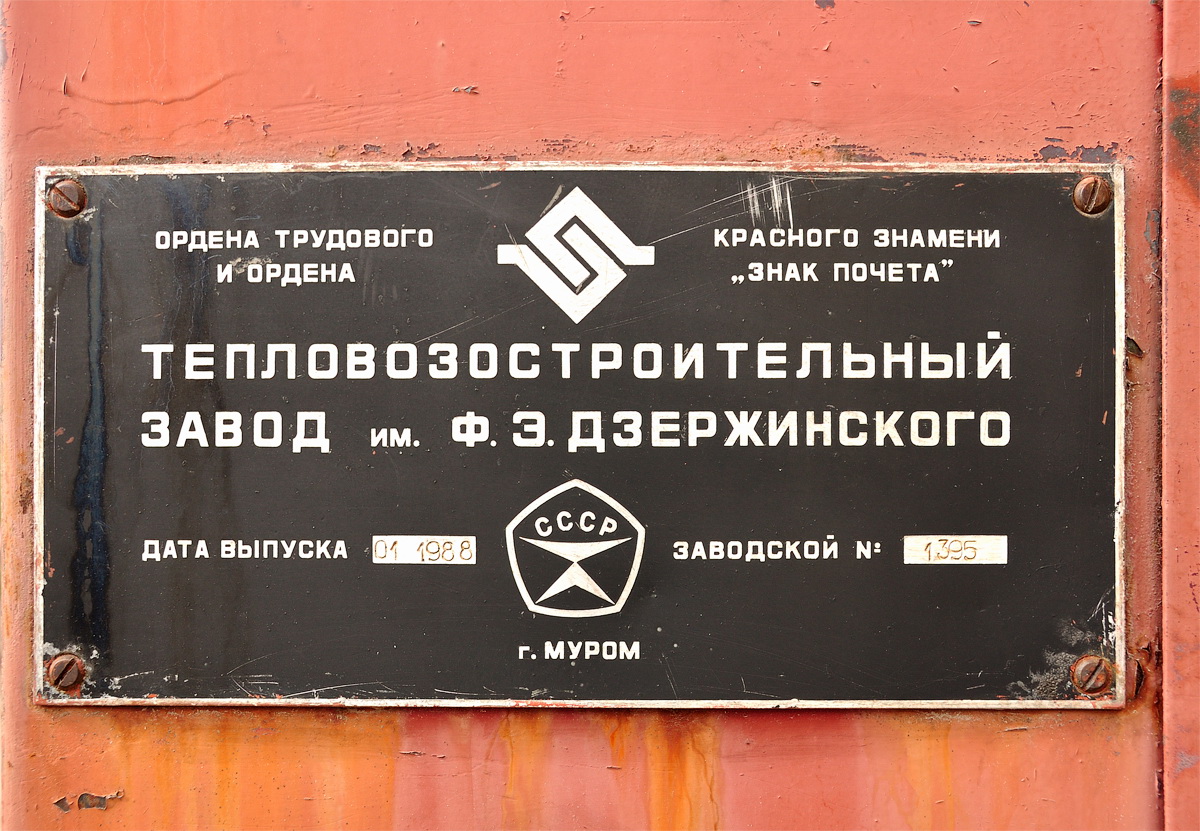 ОРДЕНА ТРУДОВОГО КРАСНОГО ЗНАМЕНИ
И ОРДЕНА „ЗНАК ПОЧЕТА”
ТЕПЛОВОЗОСТРОИТЕЛЬНЫЙ
ЗАВОД им. Ф. Э. ДЗЕРЖИНСКОГО
СССР
ДАТА ВЫПУСКА 01 1988 ЗАВОДСКОЙ № 1395
г. МУРОМ